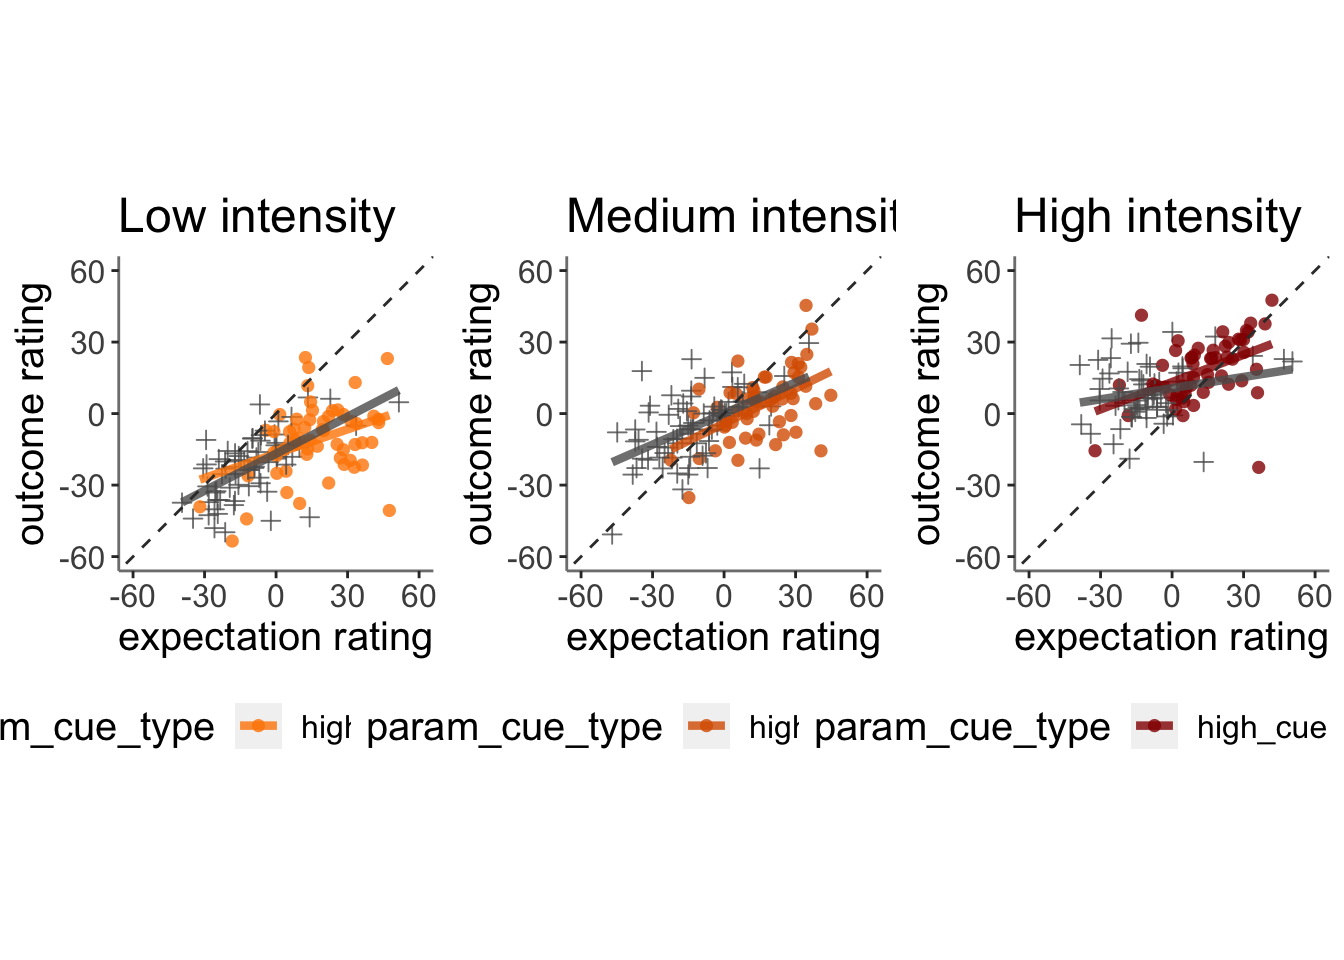 Low intensity
Medium intensit
High intensity
outcome rating
60
30
0
-30
-60
-60 -30 0 30 60
expectation rating
outcome rating
60
30
0
-30
-60
-60 -30 0 30 60
expectation rating
outcome rating
60
30
0
-30
-60
-60 -30 0 30 60
expectation rating
m_cue_type high
param_cue_type high
param_cue_type high_cue